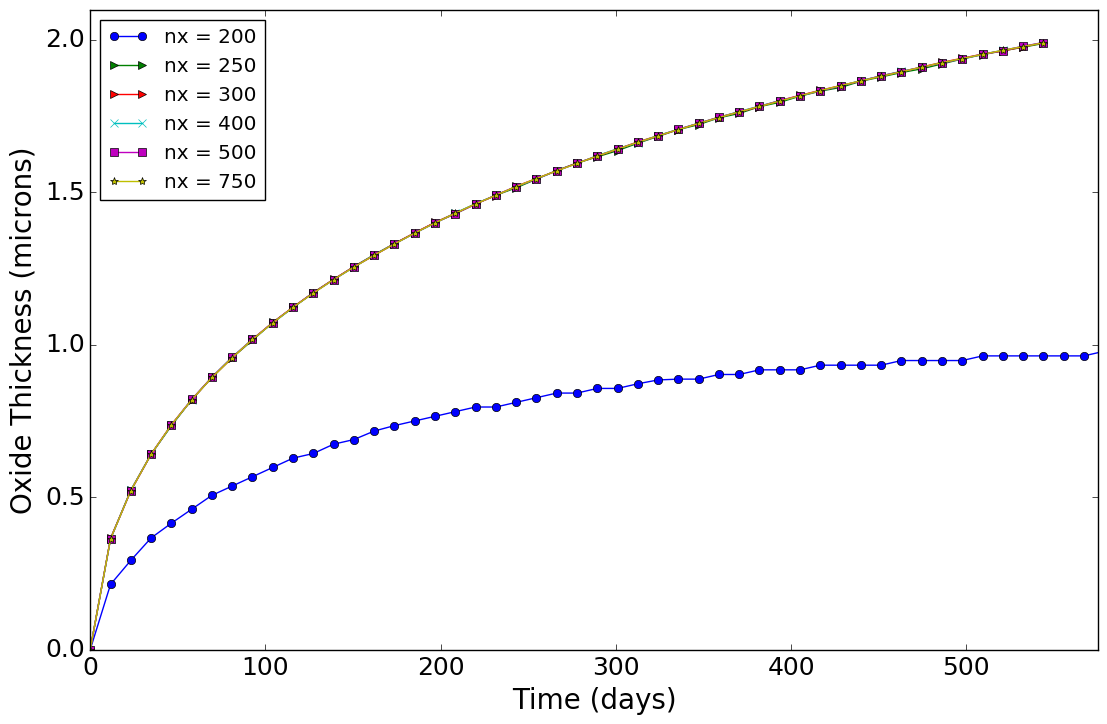 nx = 200
nx = 250
nx = 300
nx = 400
nx = 500
nx = 750
Oxide Thickness (microns)
2.0
1.5
1.0
0.5
0.0
0 100 200 300 400 500
Time (days)